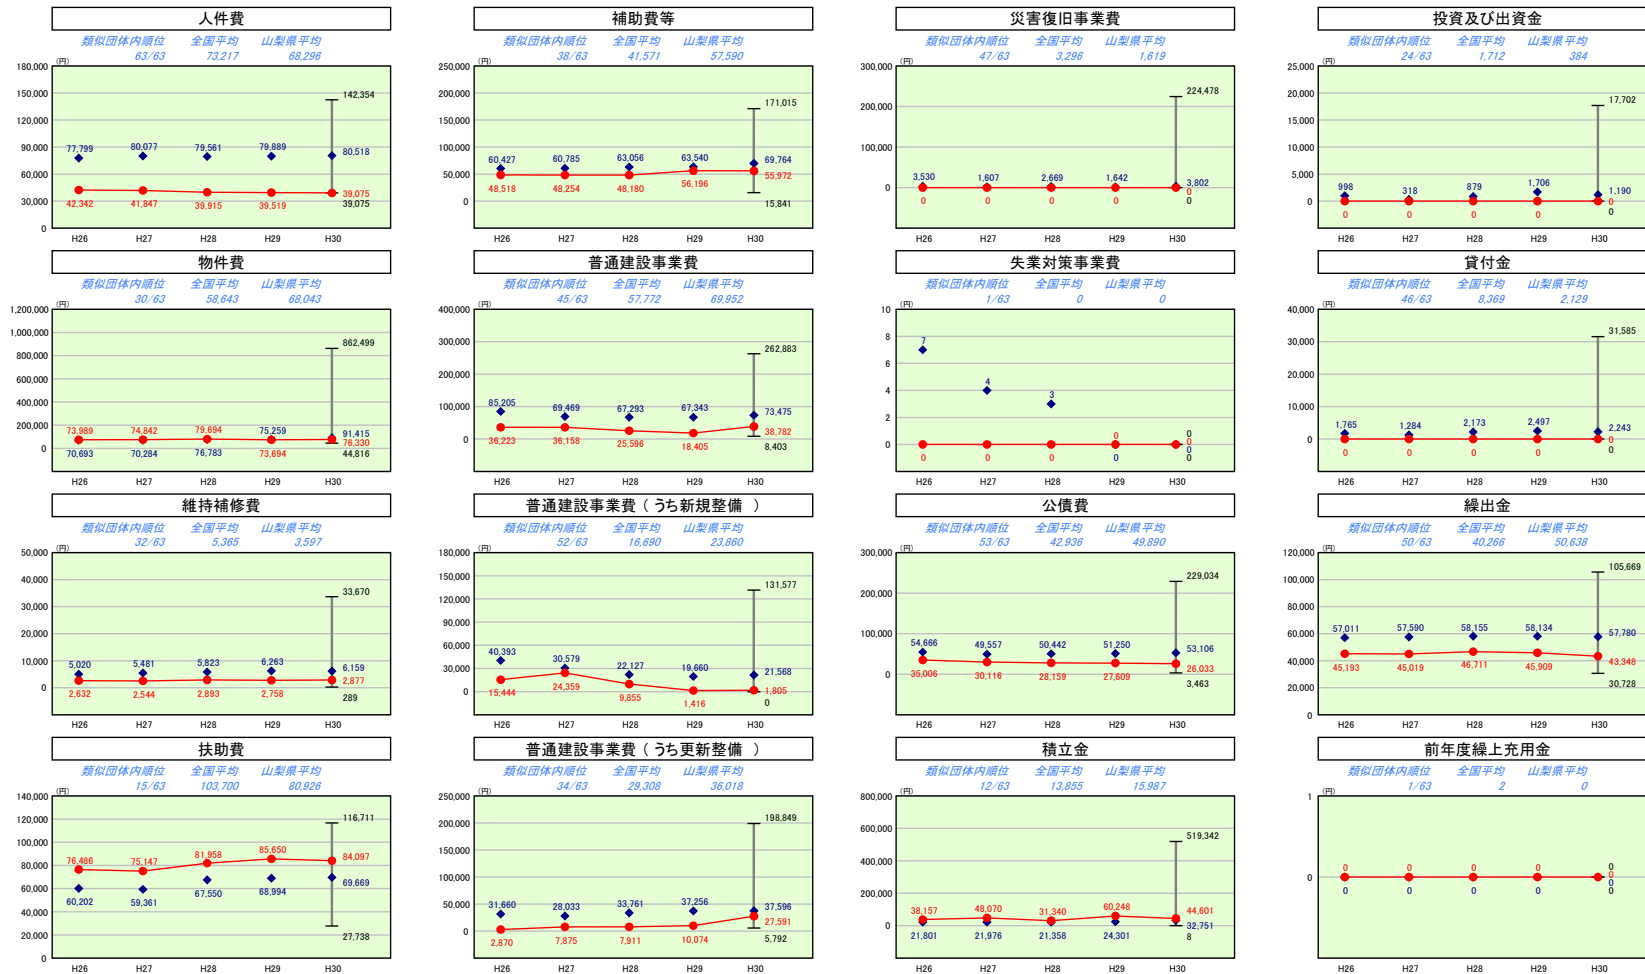 人件費
類似団体内順位 全国平均 山梨県平均
63/63 73,217 68,296
(円)
180,000
150,000
120,000
90,000
60,000
30,000
0
142,354
77,799 80,077 79,561 79,889 80,518
42,342 41,847 39,915 39,519 39,075
39,075
H26 H27 H28 H29 H30
補助費等
類似団体内順位 全国平均 山梨県平均
38/63 41,571 57,590
(円)
250,000
200,000
150,000
100,000
50,000
0
171,015
60,427 60,785 63,056 63,540 69,764
48,518 48,254 48,180 56,196 55,972
15,841
H26 H27 H28 H29 H30
災害復旧事業費
類似団体内順位 全国平均 山梨県平均
47/63 3,296 1,619
(円)
300,000
200,000
100,000
0
224,478
3,530 1,607 2,669 1,642 3,802
0 0 0 0 0
0
H26 H27 H28 H29 H30
投資及び出資金
類似団体内順位 全国平均 山梨県平均
24/63 1,712 384
(円)
25,000
20,000
15,000
10,000
5,000
0
17,702
998 318 879 1,706 1,190
0 0 0 0 0
0
H26 H27 H28 H29 H30
物件費
類似団体内順位 全国平均 山梨県平均
30/63 58,643 68,043
(円)
1,200,000
1,000,000
800,000
600,000
400,000
200,000
0
862,499
73,989 74,842 79,694 75,259 91,415
70,693 70,284 76,783 73,694 76,330
44,816
H26 H27 H28 H29 H30
普通建設事業費
類似団体内順位 全国平均 山梨県平均
45/63 57,772 69,952
(円)
400,000
300,000
200,000
100,000
0
262,883
85,205 69,469 67,293 67,343 73,475
36,223 36,158 25,596 18,405 38,782
8,403
H26 H27 H28 H29 H30
失業対策事業費
類似団体内順位 全国平均 山梨県平均
1/63 0 0
(円)
10
8
6
4
2
0
7 4 3 0 0
0
0 0 0 0 0
0
H26 H27 H28 H29 H30
貸付金
類似団体内順位 全国平均 山梨県平均
46/63 8,369 2,129
(円)
40,000
30,000
20,000
10,000
0
31,585
1,765 1,284 2,173 2,497 2,243
0 0 0 0 0
0
H26 H27 H28 H29 H30
維持補修費
類似団体内順位 全国平均 山梨県平均
32/63 5,365 3,597
(円)
50,000
40,000
30,000
20,000
10,000
0
33,670
5,020 5,481 5,823 6,263 6,159
2,632 2,544 2,893 2,758 2,877
289
H26 H27 H28 H29 H30
普通建設事業費(うち新規整備 )
類似団体内順位 全国平均 山梨県平均
52/63 16,690 23,860
(円)
180,000
150,000
120,000
90,000
60,000
30,000
0
131,577
40,393 30,579 22,127 19,660 21,568
15,444 24,359 9,855 1,416 1,805
0
H26 H27 H28 H29 H30
公債費
類似団体内順位 全国平均 山梨県平均
53/63 42,936 49,890
(円)
300,000
200,000
100,000
0
229,034
54,666 49,557 50,442 51,250 53,106
35,006 30,116 28,159 27,609 26,033
3,463
H26 H27 H28 H29 H30
繰出金
類似団体内順位 全国平均 山梨県平均
50/63 40,266 50,638
(円)
120,000
100,000
80,000
60,000
40,000
20,000
0
105,669
57,011 57,590 58,155 58,134 57,780
45,193 45,019 46,711 45,909 43,348
30,728
H26 H27 H28 H29 H30
扶助費
類似団体内順位 全国平均 山梨県平均
15/63 103,700 80,926
(円)
140,000
120,000
100,000
80,000
60,000
40,000
20,000
0
116,711
76,486 75,147 81,958 85,650 84,097
60,202 59,361 67,550 68,994 69,669
27,738
H26 H27 H28 H29 H30
普通建設事業費(うち更新整備 )
類似団体内順位 全国平均 山梨県平均
34/63 29,308 36,018
(円)
250,000
200,000
150,000
100,000
50,000
0
198,849
31,660 28,033 33,761 37,256 37,596
2,870 7,875 7,911 10,074 27,591
5,792
H26 H27 H28 H29 H30
積立金
類似団体内順位 全国平均 山梨県平均
12/63 13,855 15,987
(円)
800,000
600,000
400,000
200,000
0
519,342
38,157 48,070 31,340 60,248 44,601
21,801 21,976 21,358 24,301 32,751
8
H26 H27 H28 H29 H30
前年度繰上充用金
類似団体内順位 全国平均 山梨県平均
1/63 2 0
(円)
1
0
0 0 0 0 0
0
0 0 0 0 0
0
H26 H27 H28 H29 H30